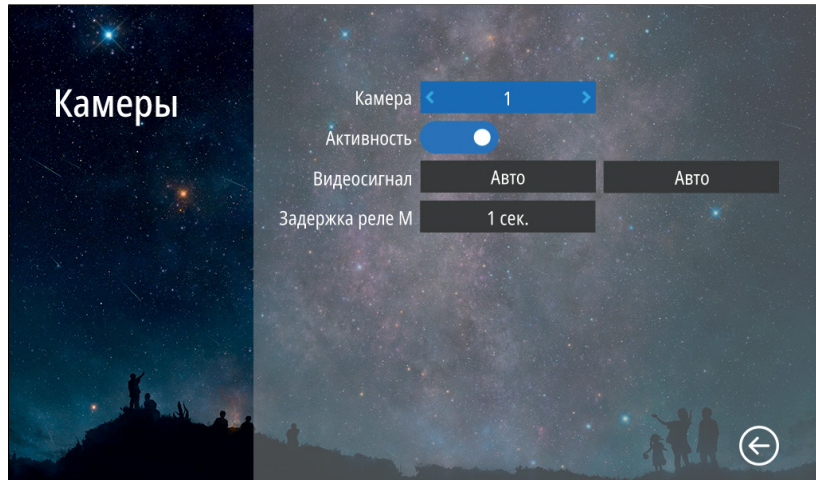 Камеры
Камера 1
Активность
Видеосигнал Авто Авто
Задержка реле М 1 сек.